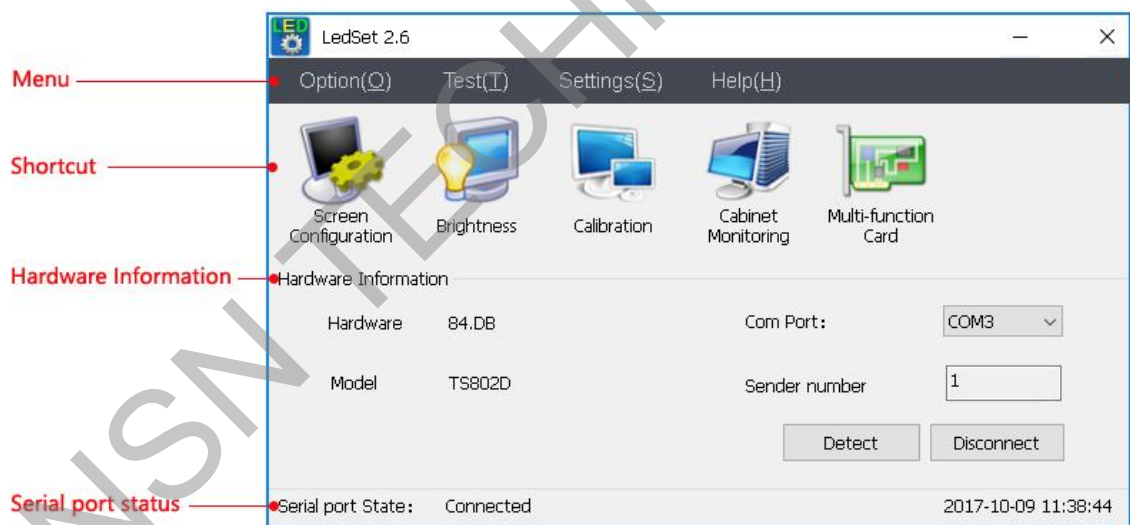 LED
LedSet 2.6
Menu
Option(O) Test(T) Settings(S) Help(H)
Shortcut
Screen
Configuration
Brightness
Calibration
Cabinet
Monitoring
Multi-function
Card
Hardware Information
Hardware Information
Hardware 84.DB Com Port: COM3
Model TS802D Sender number 1
Detect Disconnect
Serial port status
Serial port State: Connected 2017-10-09 11:38:44